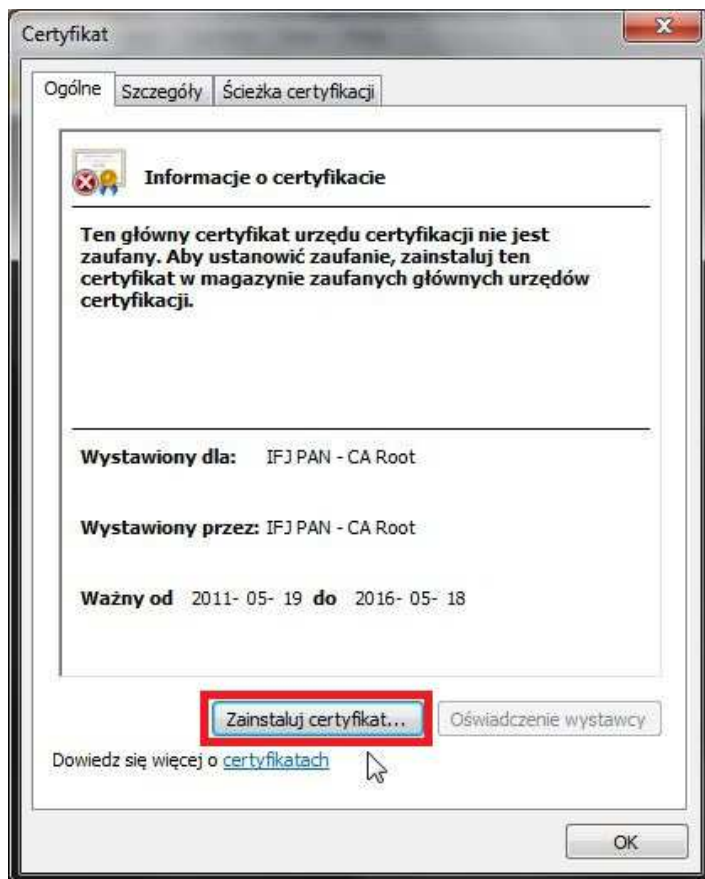 Certyfikat
Ogólne Szczegóły Ścieżka certyfikacji
Informacje o certyfikacie
Ten główny certyfikat urzędu certyfikacji nie jest
zaufany. Aby ustanowić zaufanie, zainstaluj ten
certyfikat w magazynie zaufanych głównych urzędów
certyfikacji.
Wystawiony dla: IFJ PAN - CA Root
Wystawiony przez: IFJ PAN - CA Root
Ważny od 2011- 05- 19 do 2016- 05- 18
Zainstaluj certyfikat... Oświadczenie wystawcy
Dowiedz się więcej o certyfikatach
OK